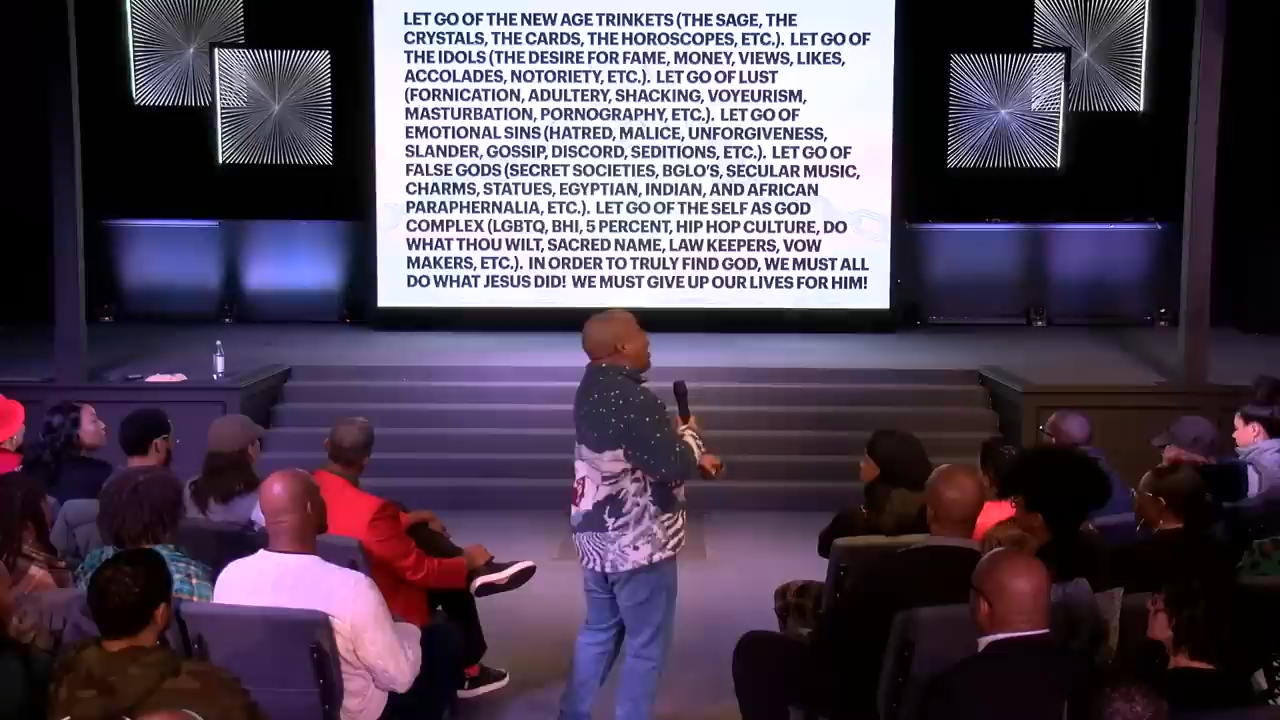 LET GO OF THE NEW AGE TRINKETS (THE SAGE, THE
CRYSTALS, THE CARDS, THE HOROSCOPES, ETC.). LET GO OF
THE IDOLS (THE DESIRE FOR FAME, MONEY, VIEWS, LIKES,
ACCOLADES, NOTORIETY, ETC.). LET GO OF LUST
(FORNICATION, ADULTERY, SHACKING, VOYEURISM,
MASTURBATION, PORNOGRAPHY, ETC.). LET GO OF
EMOTIONAL SINS (HATRED, MALICE, UNFORGIVENESS,
SLANDER, GOSSIP, DISCORD, SEDITIONS, ETC.). LET GO OF
FALSE GODS (SECRET SOCIETIES, BGLO'S, SECULAR MUSIC,
CHARMS, STATUES, EGYPTIAN, INDIAN, AND AFRICAN
PARAPHERNALIA, ETC.). LET GO OF THE SELF AS GOD
COMPLEX (LGBTQ, BHI, 5 PERCENT, HIP HOP CULTURE, DO
WHAT THOU WILT, SACRED NAME, LAW KEEPERS, VOW
MAKERS, ETC.). IN ORDER TO TRULY FIND GOD, WE MUST ALL
DO WHAT JESUS DID! WE MUST GIVE UP OUR LIVES FOR HIM!